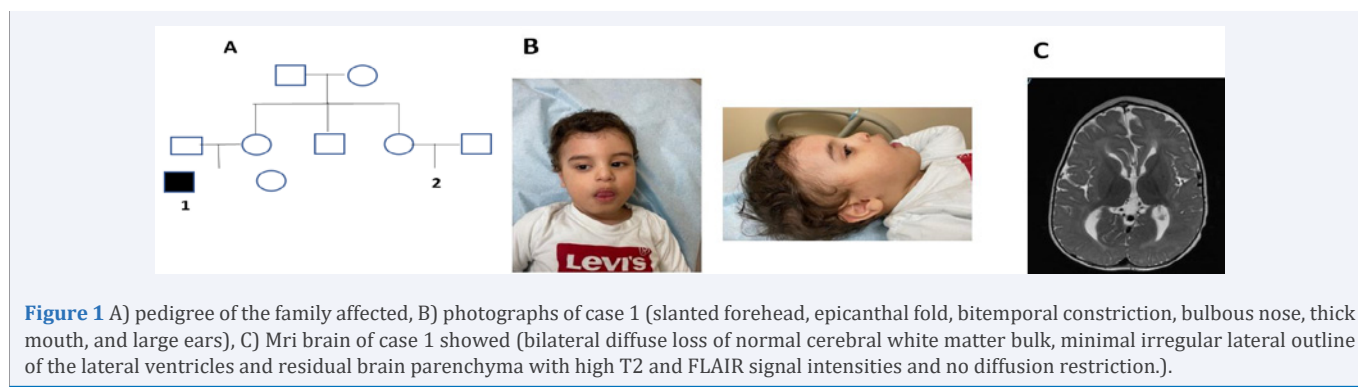 A
B
C
1
2
LEVI'S
Figure 1 A) pedigree of the family affected, B) photographs of case 1 (slanted forehead, epicanthal fold, bitemporal constriction, bulbous nose, thick
mouth, and large ears), C) Mri brain of case 1 showed (bilateral diffuse loss of normal cerebral white matter bulk, minimal irregular lateral outline
of the lateral ventricles and residual brain parenchyma with high T2 and FLAIR signal intensities and no diffusion restriction.).